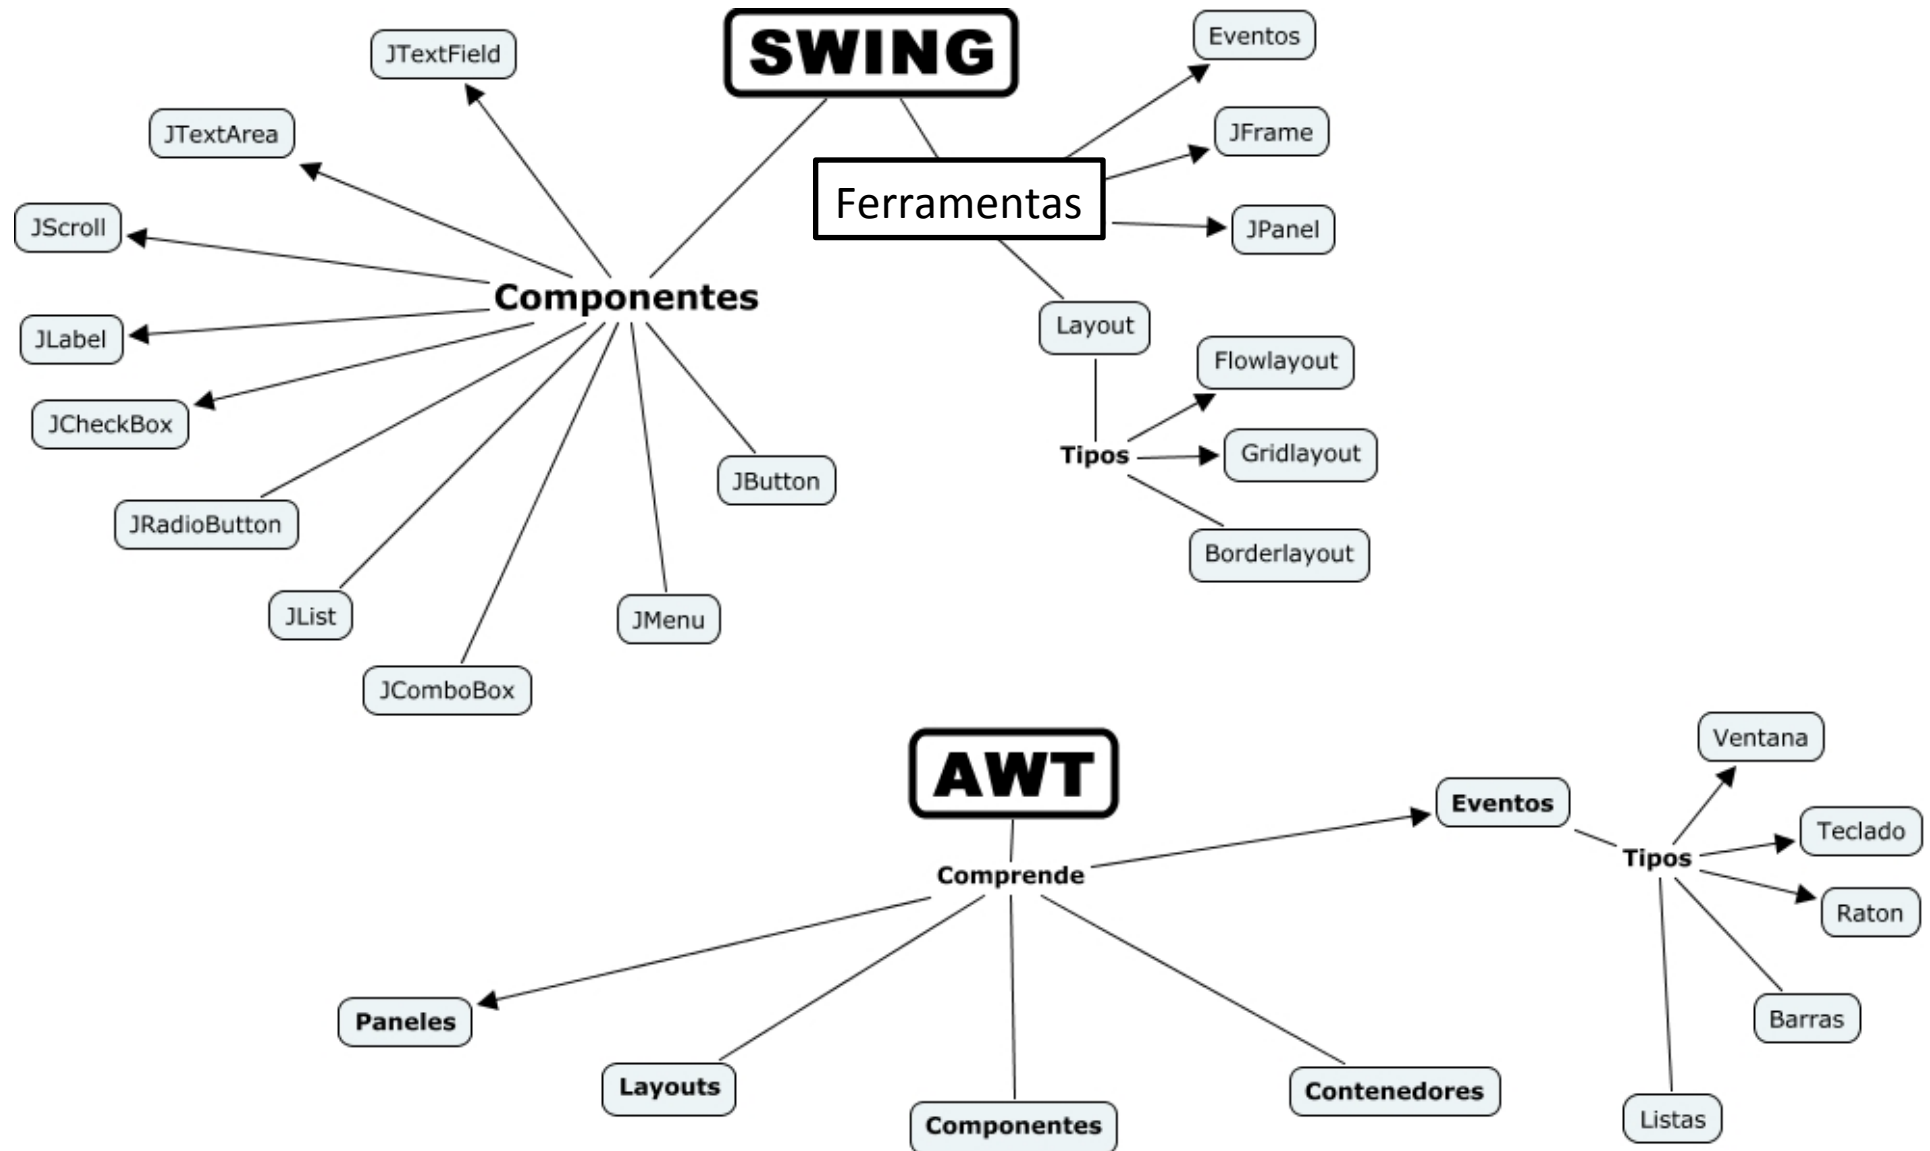 SWING
JTextField
JTextArea
JScroll
JLabel
JCheckBox
JRadioButton
JList
JComboBox
JMenu
JButton
Componentes
Ferramentas
Eventos
JFrame
JPanel
Layout
Tipos
Flowlayout
Gridlayout
Borderlayout
AWT
Comprende
Paneles
Layouts
Componentes
Contenedores
Eventos
Tipos
Ventana
Teclado
Raton
Barras
Listas